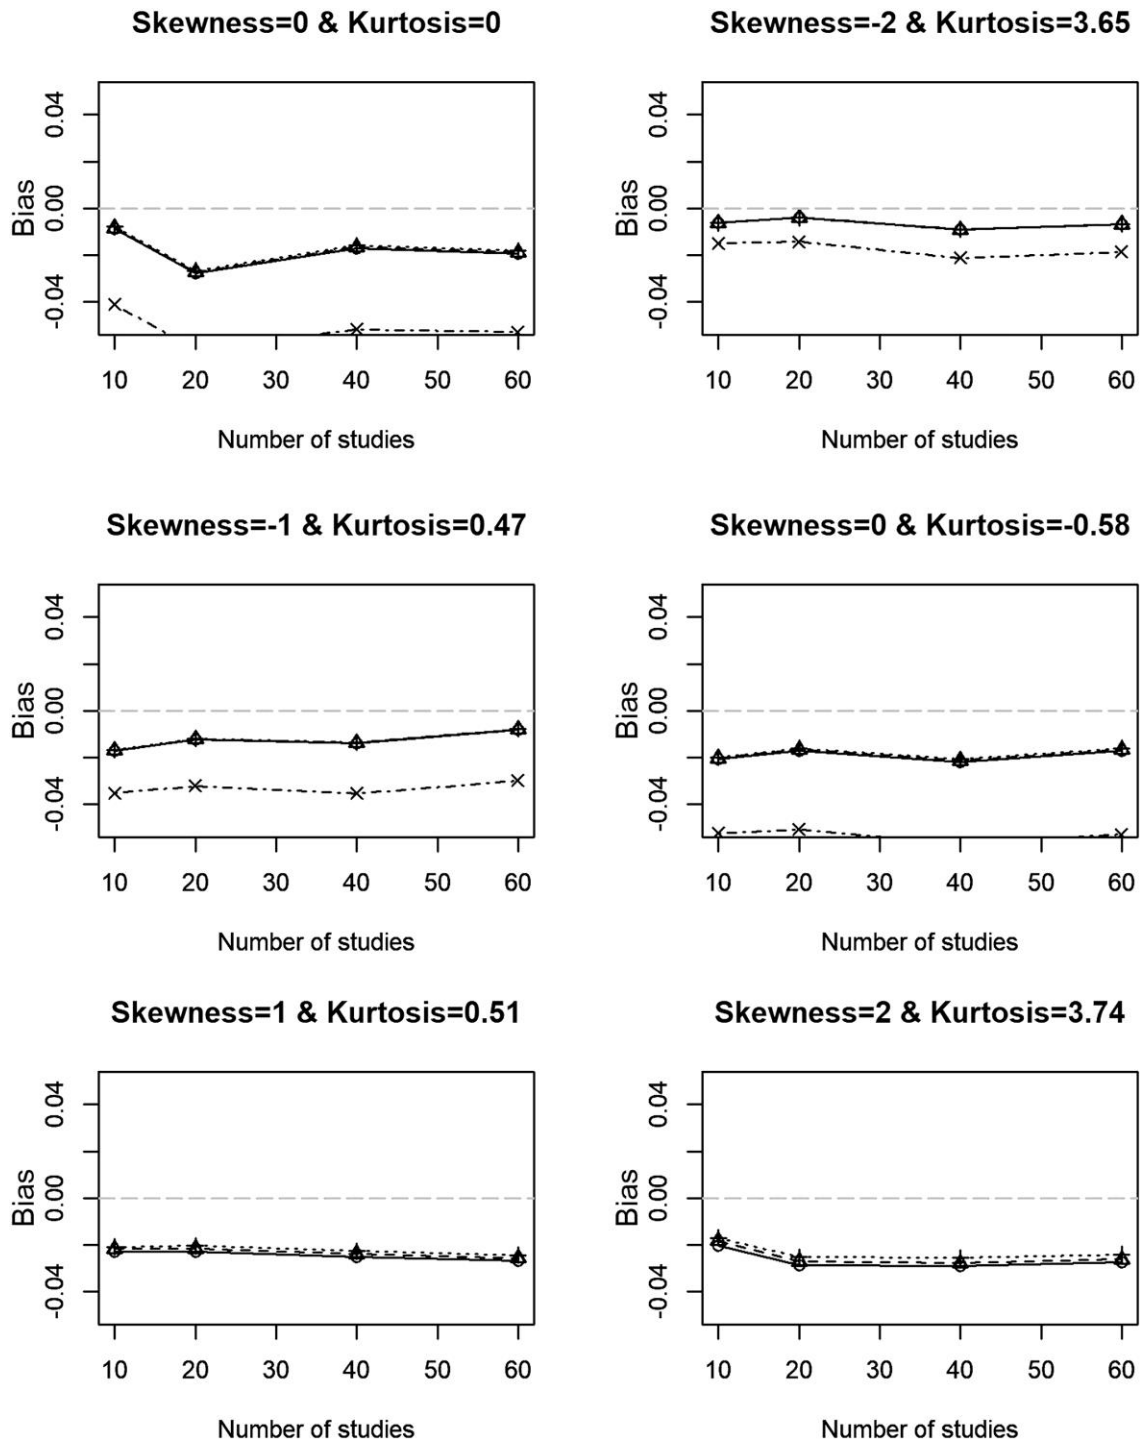 Skewness=0 & Kurtosis=0
0.04
0.00
-0.04
Bias
10 20 30 40 50 60
Number of studies
Skewness=-2 & Kurtosis=3.65
0.04
0.00
-0.04
Bias
10 20 30 40 50 60
Number of studies
Skewness=-1 & Kurtosis=0.47
0.04
0.00
-0.04
Bias
10 20 30 40 50 60
Number of studies
Skewness=0 & Kurtosis=-0.58
0.04
0.00
-0.04
Bias
10 20 30 40 50 60
Number of studies
Skewness=1 & Kurtosis=0.51
0.04
0.00
-0.04
Bias
10 20 30 40 50 60
Number of studies
Skewness=2 & Kurtosis=3.74
0.04
0.00
-0.04
Bias
10 20 30 40 50 60
Number of studies